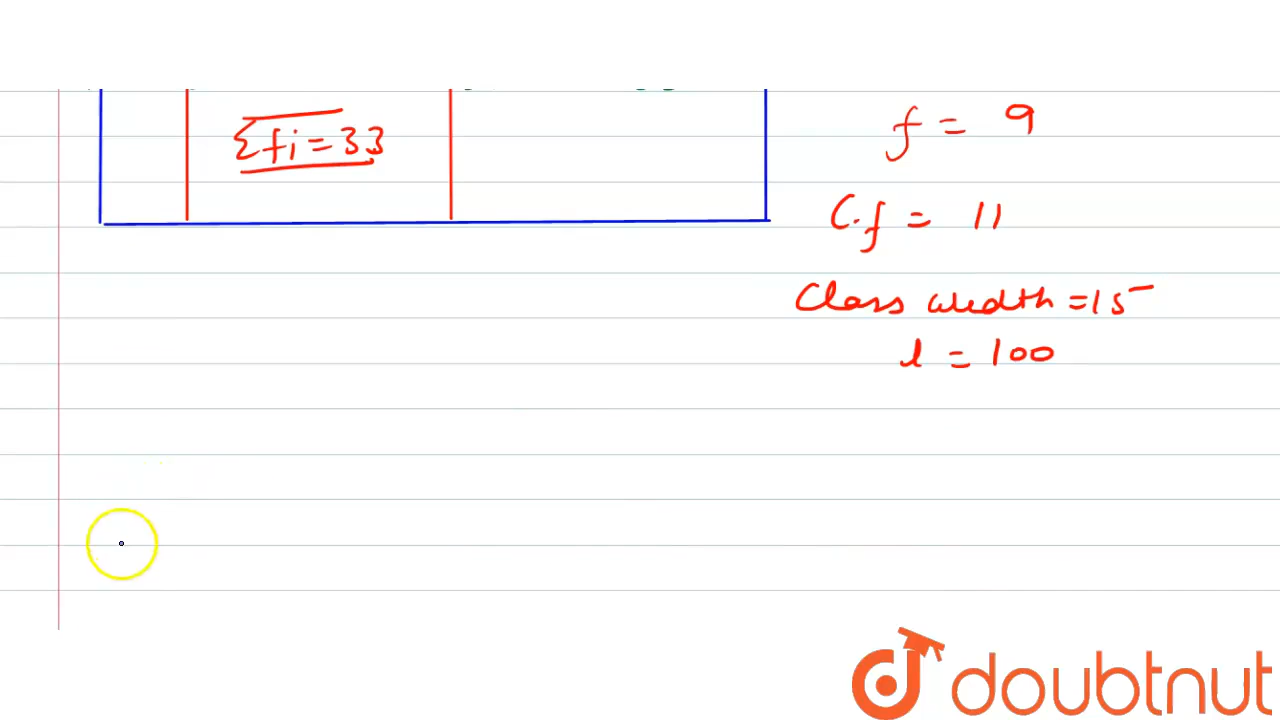 Σfi = 33
f = 9
C.f = 11
Class width = 15
l = 100
doubtnut